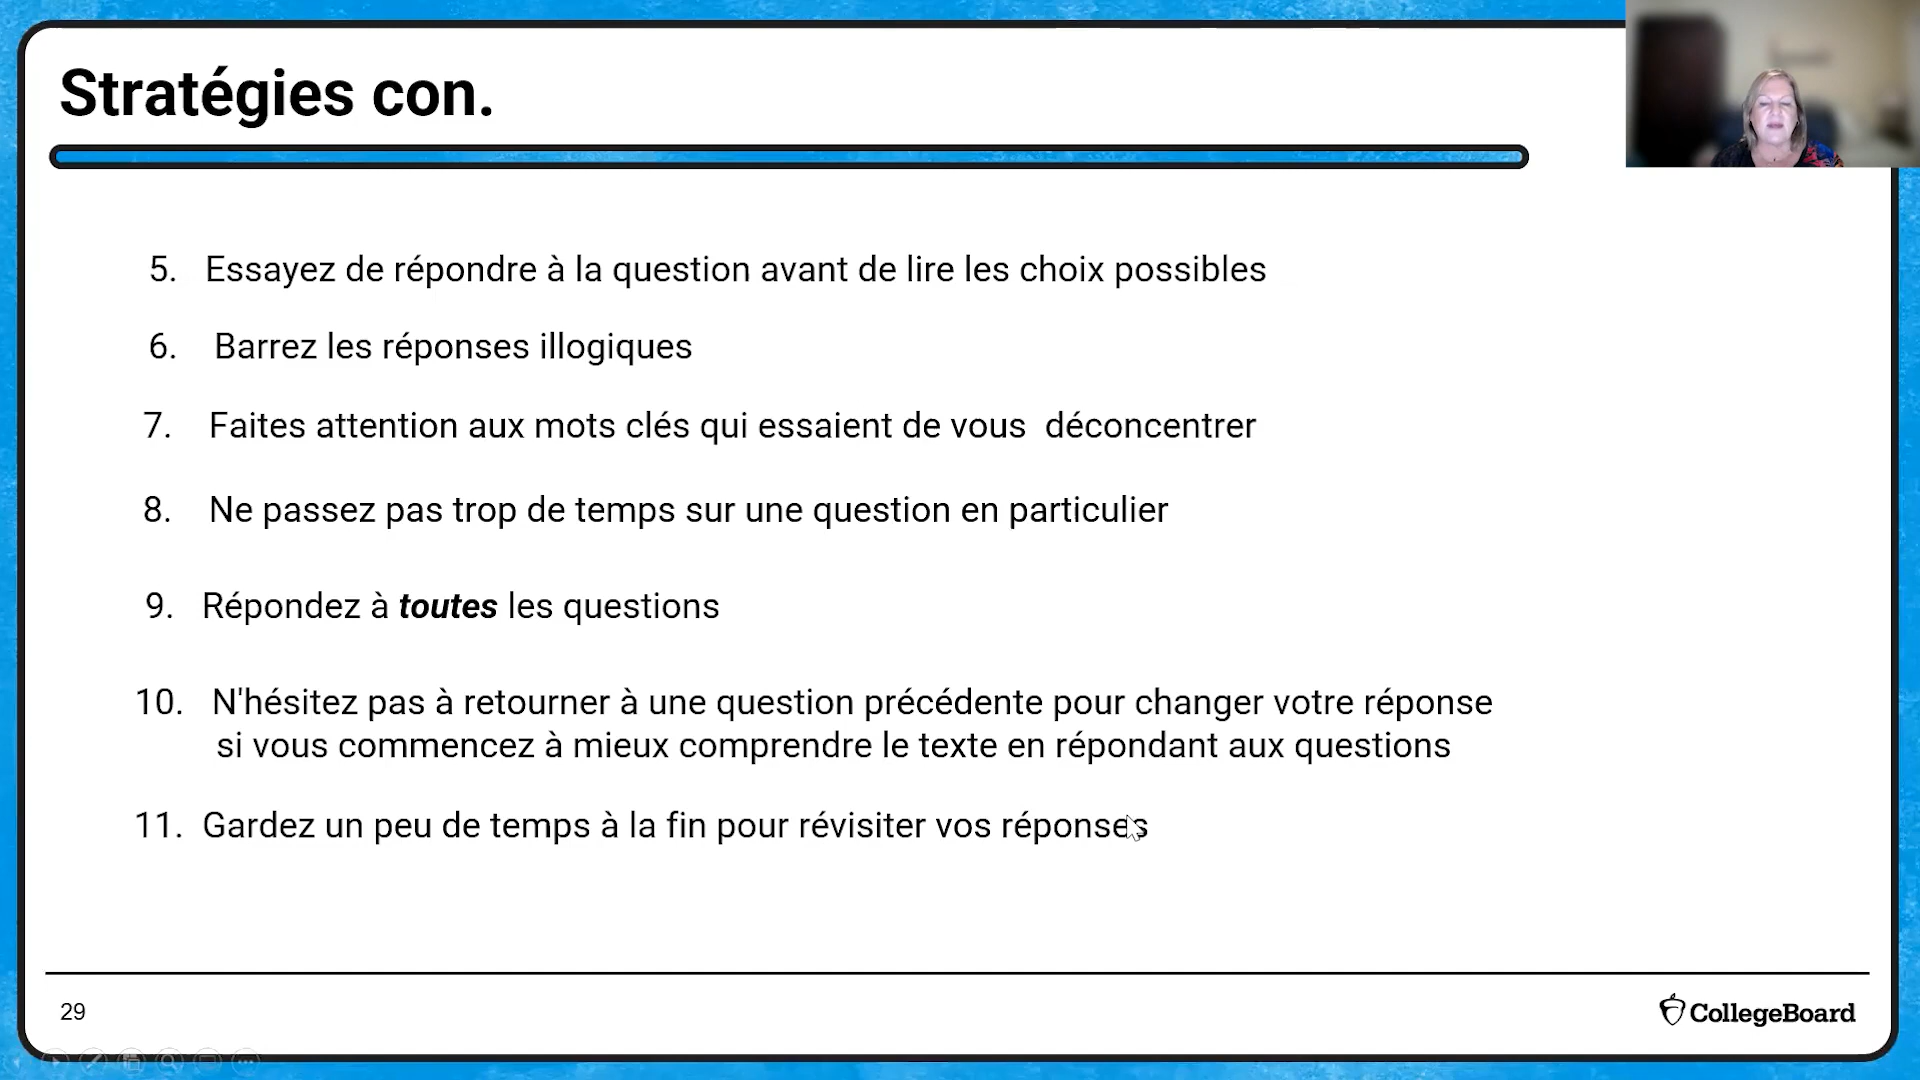 Stratégies con.
5. Essayez de répondre à la question avant de lire les choix possibles
6. Barrez les réponses illogiques
7. Faites attention aux mots clés qui essaient de vous déconcentrer
8. Ne passez pas trop de temps sur une question en particulier
9. Répondez à toutes les questions
10. N'hésitez pas à retourner à une question précédente pour changer votre réponse
si vous commencez à mieux comprendre le texte en répondant aux questions
11. Gardez un peu de temps à la fin pour révisiter vos réponses
29
CollegeBoard